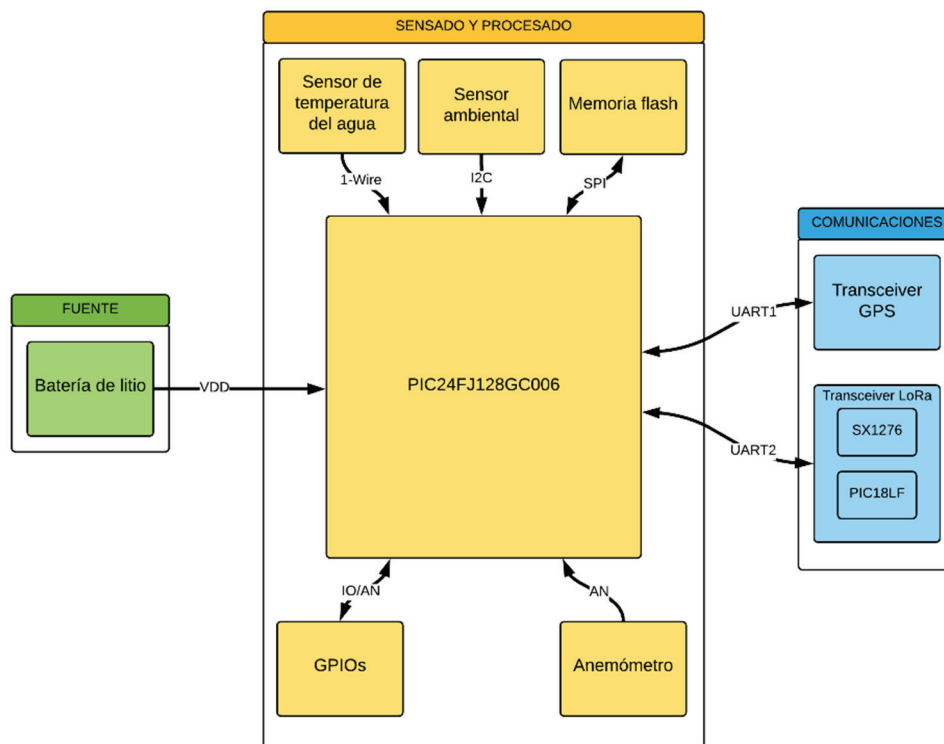 SENSADO Y PROCESADO
Sensor de
temperatura
del agua
Sensor
ambiental
Memoria flash
1-Wire
I2C
SPI
COMUNICACIONES
Transceiver
GPS
UART1
FUENTE
Batería de litio
VDD
PIC24FJ128GC006
Transceiver LoRa
SX1276
PIC18LF
UART2
IO/AN
AN
GPIOs
Anemómetro